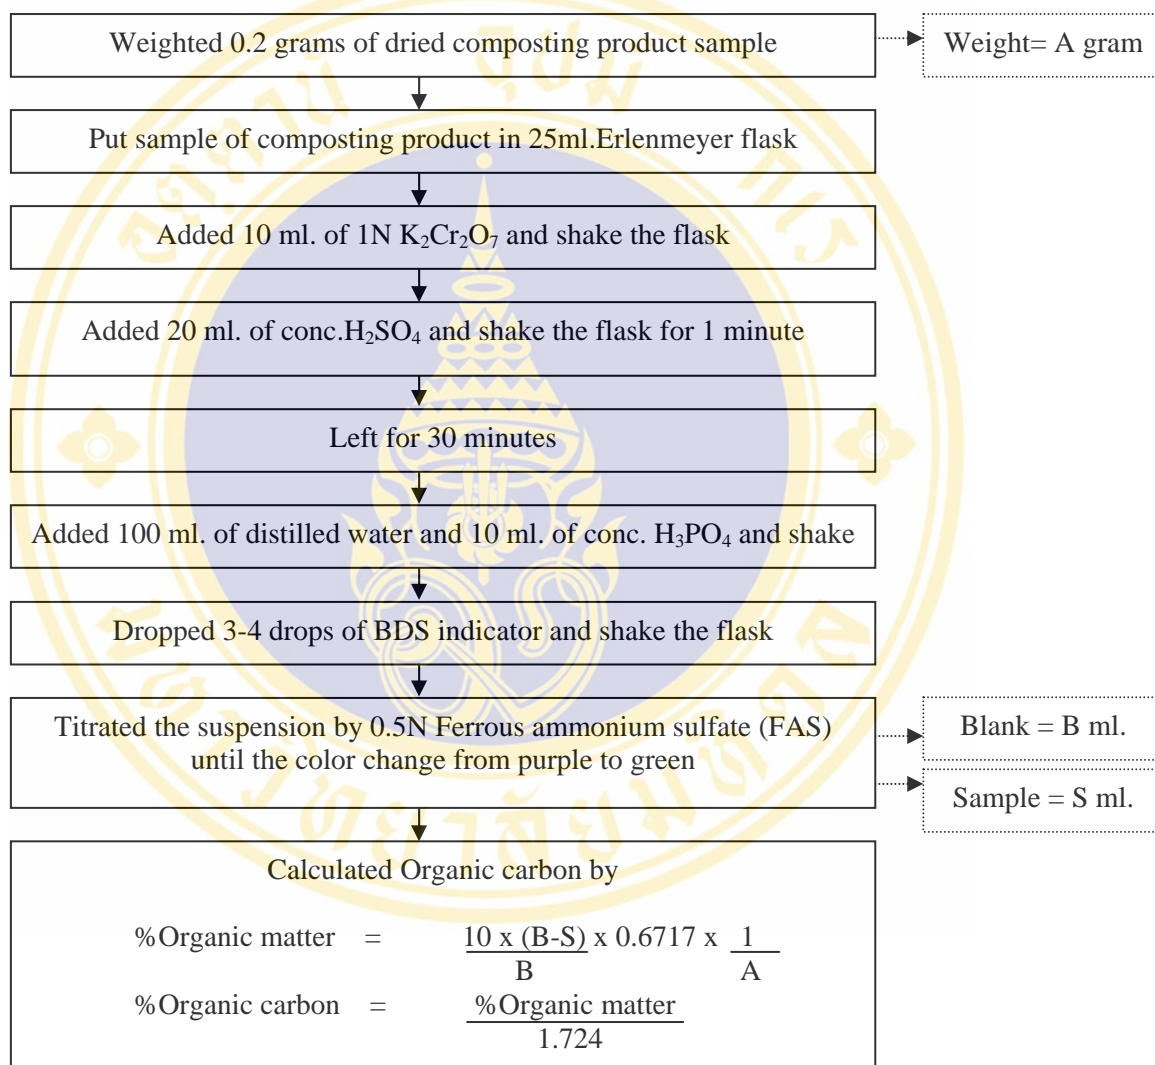 Weighted 0.2 grams of dried composting product sample
Weight= A gram
Put sample of composting product in 25ml.Erlenmeyer flask
Added 10 ml. of 1N K₂Cr₂O₇ and shake the flask
Added 20 ml. of conc.H₂SO₄ and shake the flask for 1 minute
Left for 30 minutes
Added 100 ml. of distilled water and 10 ml. of conc. H₃PO₄ and shake
Dropped 3-4 drops of BDS indicator and shake the flask
Titrated the suspension by 0.5N Ferrous ammonium sulfate (FAS)
until the color change from purple to green
Blank = B ml.
Sample = S ml.
Calculated Organic carbon by
%Organic matter = 10 x (B-S) x 0.6717 x 1
B A
%Organic carbon = %Organic matter
1.724